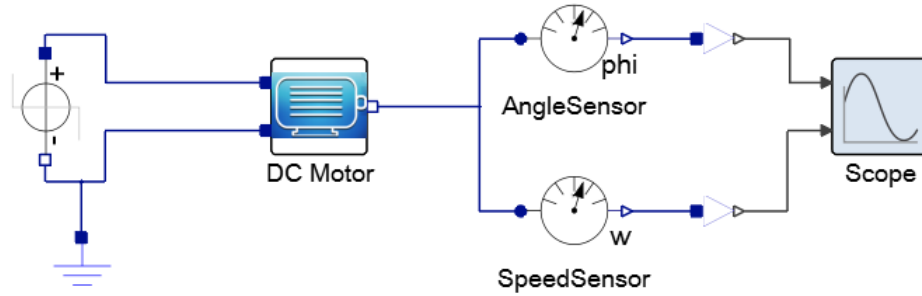 +
-
DC Motor
phi
AngleSensor
w
SpeedSensor
Scope